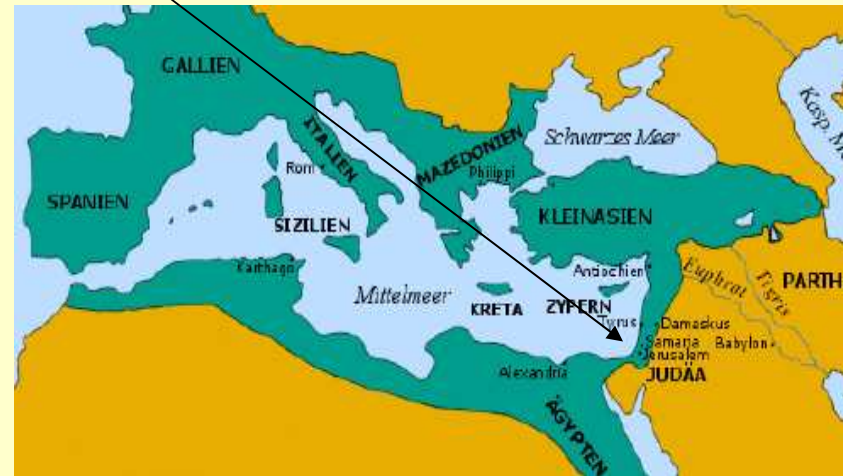 GALLIEN
Kasp. M
Schwarzes Meer
ITALIEN
MAZEDONIEN
Rom
Philippi
SPANIEN
SIZILIEN
KLEINASIEN
Karthago
Antiochien
Euphrat
Tigris
PARTH
Mittelmeer
KRETA
ZYPERN
Tyrus
Damaskus
Samaria
Babylon
Jerusalem
Alexandria
JUDÄA
ÄGYPTEN